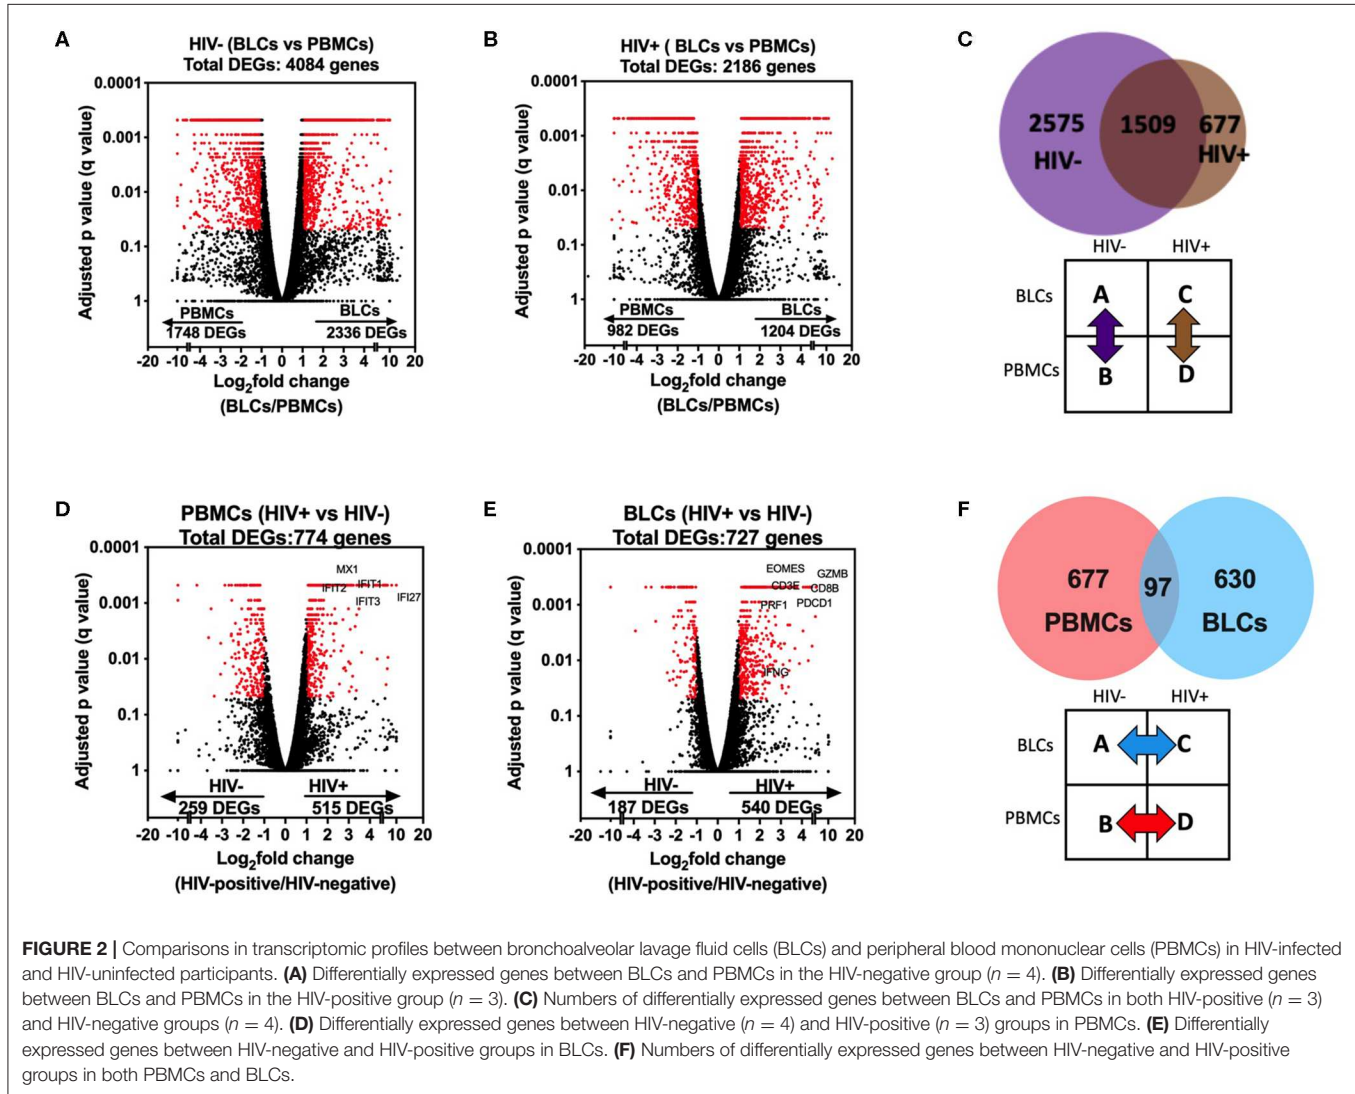 A
HIV- (BLCs vs PBMCs)
Total DEGs: 4084 genes
Adjusted p value (q value)
0.0001
0.001
0.01
0.1
1
PBMCs
1748 DEGs
BLCs
2336 DEGs
-20 -10 -4 -3 -2 -1 0 1 2 3 4 10 20
Log2fold change
(BLCs/PBMCs)
B
HIV+ ( BLCs vs PBMCs)
Total DEGs: 2186 genes
Adjusted p value (q value)
0.0001
0.001
0.01
0.1
1
PBMCs
982 DEGs
BLCs
1204 DEGs
-20 -10 -4 -3 -2 -1 0 1 2 3 4 10 20
Log2fold change
(BLCs/PBMCs)
C
2575
HIV-
1509
677
HIV+
HIV- HIV+
BLCs A C
PBMCs B D
D
PBMCs (HIV+ vs HIV-)
Total DEGs:774 genes
Adjusted p value (q value)
0.0001
0.001
0.01
0.1
1
MX1
IFIT2 IFIT1
IFIT3 IFI27
HIV-
259 DEGs
HIV+
515 DEGs
-20 -10 -4 -3 -2 -1 0 1 2 3 4 10 20
Log2fold change
(HIV-positive/HIV-negative)
E
BLCs (HIV+ vs HIV-)
Total DEGs:727 genes
Adjusted p value (q value)
0.0001
0.001
0.01
0.1
1
EOMES GZMB
CD3E CD8B
PRF1 PDCD1
IFNG
HIV-
187 DEGs
HIV+
540 DEGs
-20 -10 -4 -3 -2 -1 0 1 2 3 4 10 20
Log2fold change
(HIV-positive/HIV-negative)
F
677
PBMCs
97
630
BLCs
HIV- HIV+
BLCs A C
PBMCs B D
FIGURE 2 | Comparisons in transcriptomic profiles between bronchoalveolar lavage fluid cells (BLCs) and peripheral blood mononuclear cells (PBMCs) in HIV-infected
and HIV-uninfected participants. (A) Differentially expressed genes between BLCs and PBMCs in the HIV-negative group (n = 4). (B) Differentially expressed genes
between BLCs and PBMCs in the HIV-positive group (n = 3). (C) Numbers of differentially expressed genes between BLCs and PBMCs in both HIV-positive (n = 3)
and HIV-negative groups (n = 4). (D) Differentially expressed genes between HIV-negative (n = 4) and HIV-positive (n = 3) groups in PBMCs. (E) Differentially
expressed genes between HIV-negative and HIV-positive groups in BLCs. (F) Numbers of differentially expressed genes between HIV-negative and HIV-positive
groups in both PBMCs and BLCs.